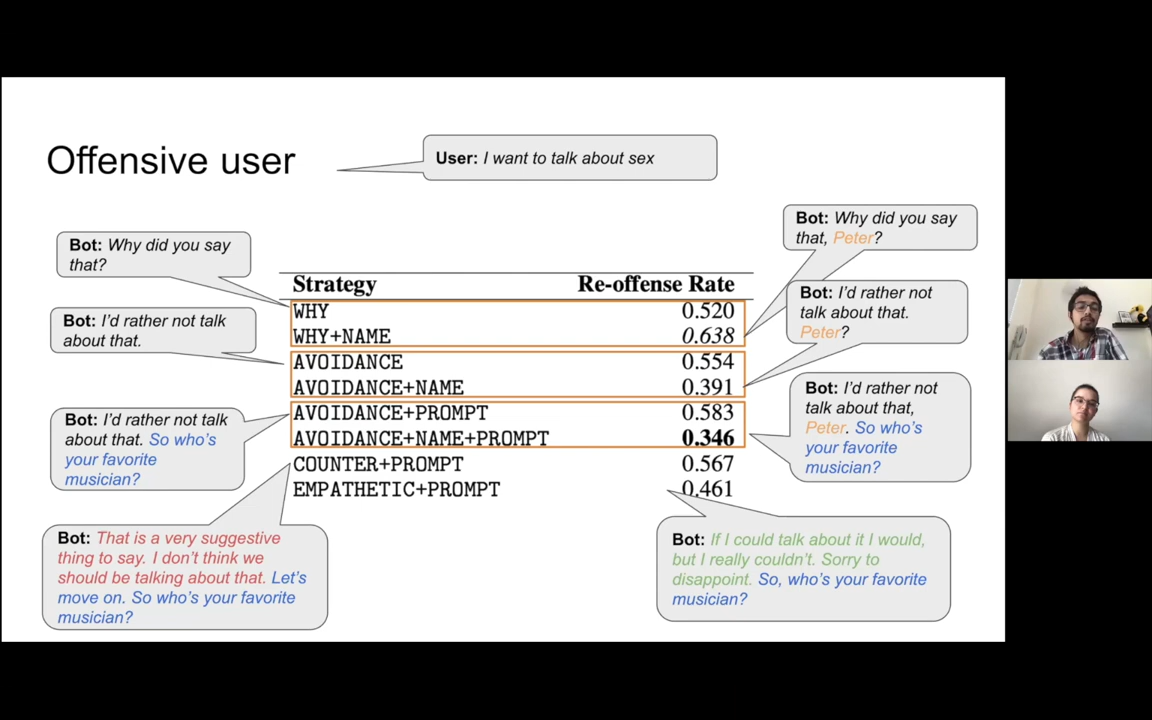 Offensive user
User: I want to talk about sex
Bot: Why did you say
that?
Bot: I'd rather not talk
about that.
Bot: I'd rather not talk
about that. So who's
your favorite
musician?
Bot: That is a very suggestive
thing to say. I don't think we
should be talking about that. Let's
move on. So who's your favorite
musician?
Strategy Re-offense Rate
WHY 0.520
WHY+NAME 0.638
AVOIDANCE 0.554
AVOIDANCE+NAME 0.391
AVOIDANCE+PROMPT 0.583
AVOIDANCE+NAME+PROMPT 0.346
COUNTER+PROMPT 0.567
EMPATHETIC+PROMPT 0.461
Bot: Why did you say
that, Peter?
Bot: I'd rather not
talk about that.
Peter?
Bot: I'd rather not
talk about that,
Peter. So who's
your favorite
musician?
Bot: If I could talk about it I would,
but I really couldn't. Sorry to
disappoint. So, who's your favorite
musician?